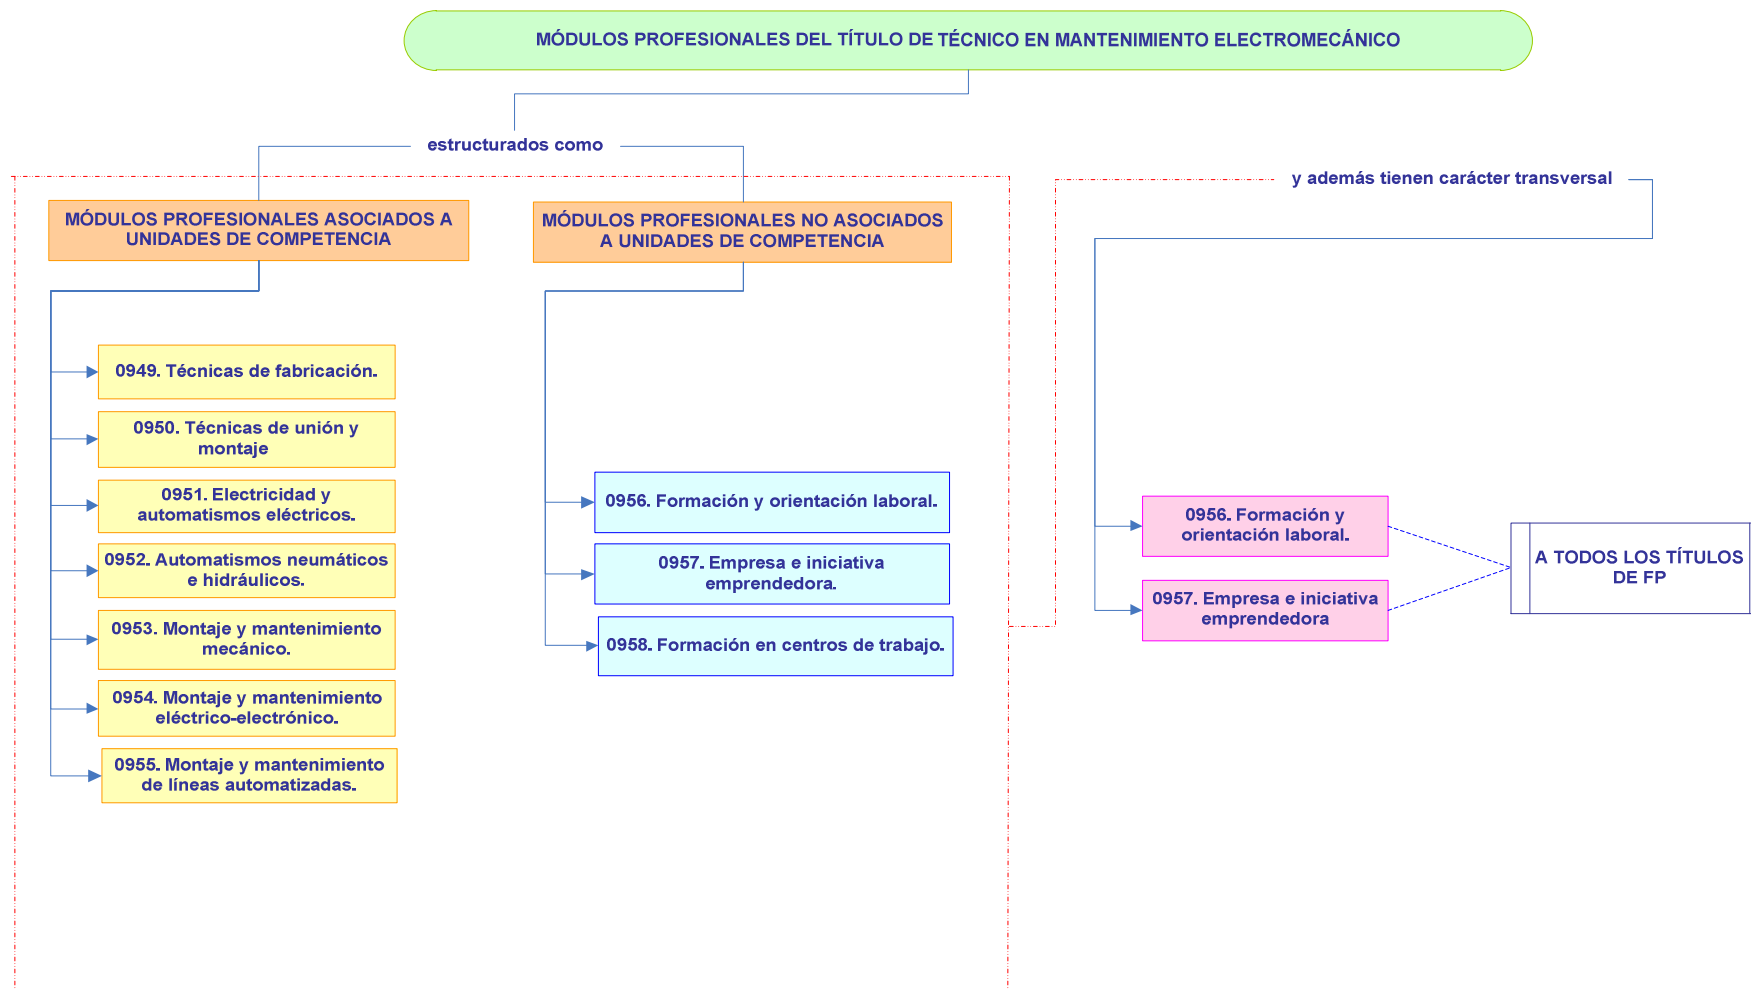 MÓDULOS PROFESIONALES DEL TÍTULO DE TÉCNICO EN MANTENIMIENTO ELECTROMECÁNICO
estructurados como
y además tienen carácter transversal
MÓDULOS PROFESIONALES ASOCIADOS A
UNIDADES DE COMPETENCIA
MÓDULOS PROFESIONALES NO ASOCIADOS
A UNIDADES DE COMPETENCIA
0949. Técnicas de fabricación.
0950. Técnicas de unión y
montaje
0951. Electricidad y
automatismos eléctricos.
0952. Automatismos neumáticos
e hidráulicos.
0953. Montaje y mantenimiento
mecánico.
0954. Montaje y mantenimiento
eléctrico-electrónico.
0955. Montaje y mantenimiento
de líneas automatizadas.
0956. Formación y orientación laboral.
0957. Empresa e iniciativa
emprendedora.
0958. Formación en centros de trabajo.
0956. Formación y
orientación laboral.
0957. Empresa e iniciativa
emprendedora
A TODOS LOS TÍTULOS
DE FP